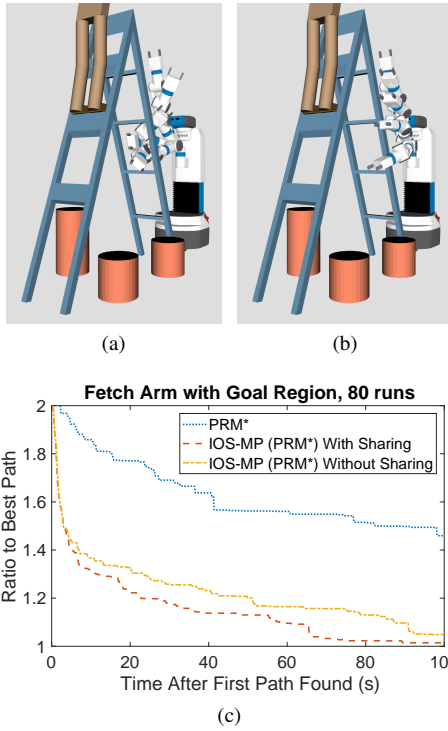 (a)
(b)
Fetch Arm with Goal Region, 80 runs
PRM*
IOS-MP (PRM*) With Sharing
IOS-MP (PRM*) Without Sharing
Ratio to Best Path
2
1.8
1.6
1.4
1.2
1
0 20 40 60 80 10
Time After First Path Found (s)
(c)